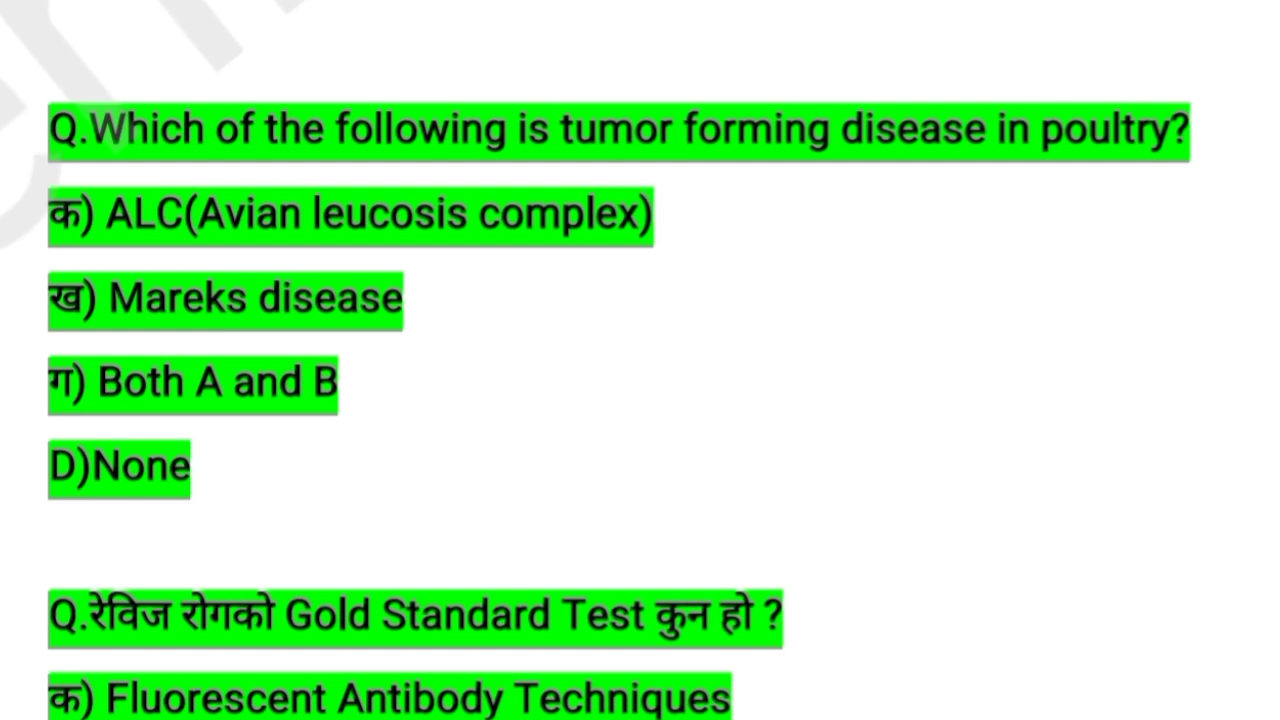 Q.Which of the following is tumor forming disease in poultry?
क) ALC(Avian leucosis complex)
ख) Mareks disease
ग) Both A and B
D)None
Q.रेविज रोगको Gold Standard Test कुन हो ?
क) Fluorescent Antibody Techniques